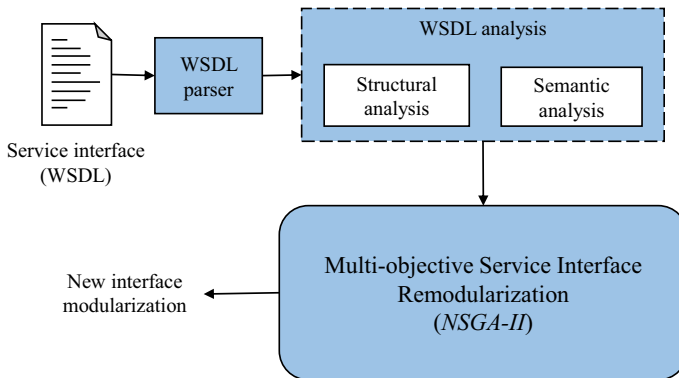 Service interface
(WSDL)
WSDL
parser
WSDL analysis
Structural
analysis
Semantic
analysis
Multi-objective Service Interface
Remodularization
(NSGA-II)
New interface
modularization